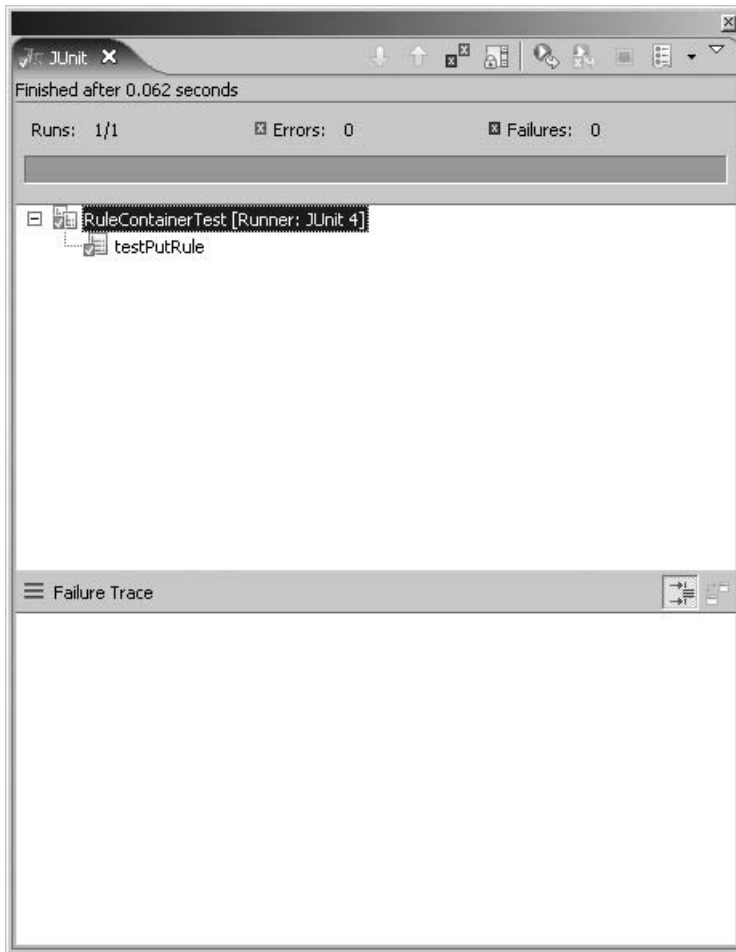 JUnit
Finished after 0.062 seconds
Runs: 1/1 Errors: 0 Failures: 0
RuleContainerTest [Runner: JUnit 4]
testPutRule
Failure Trace